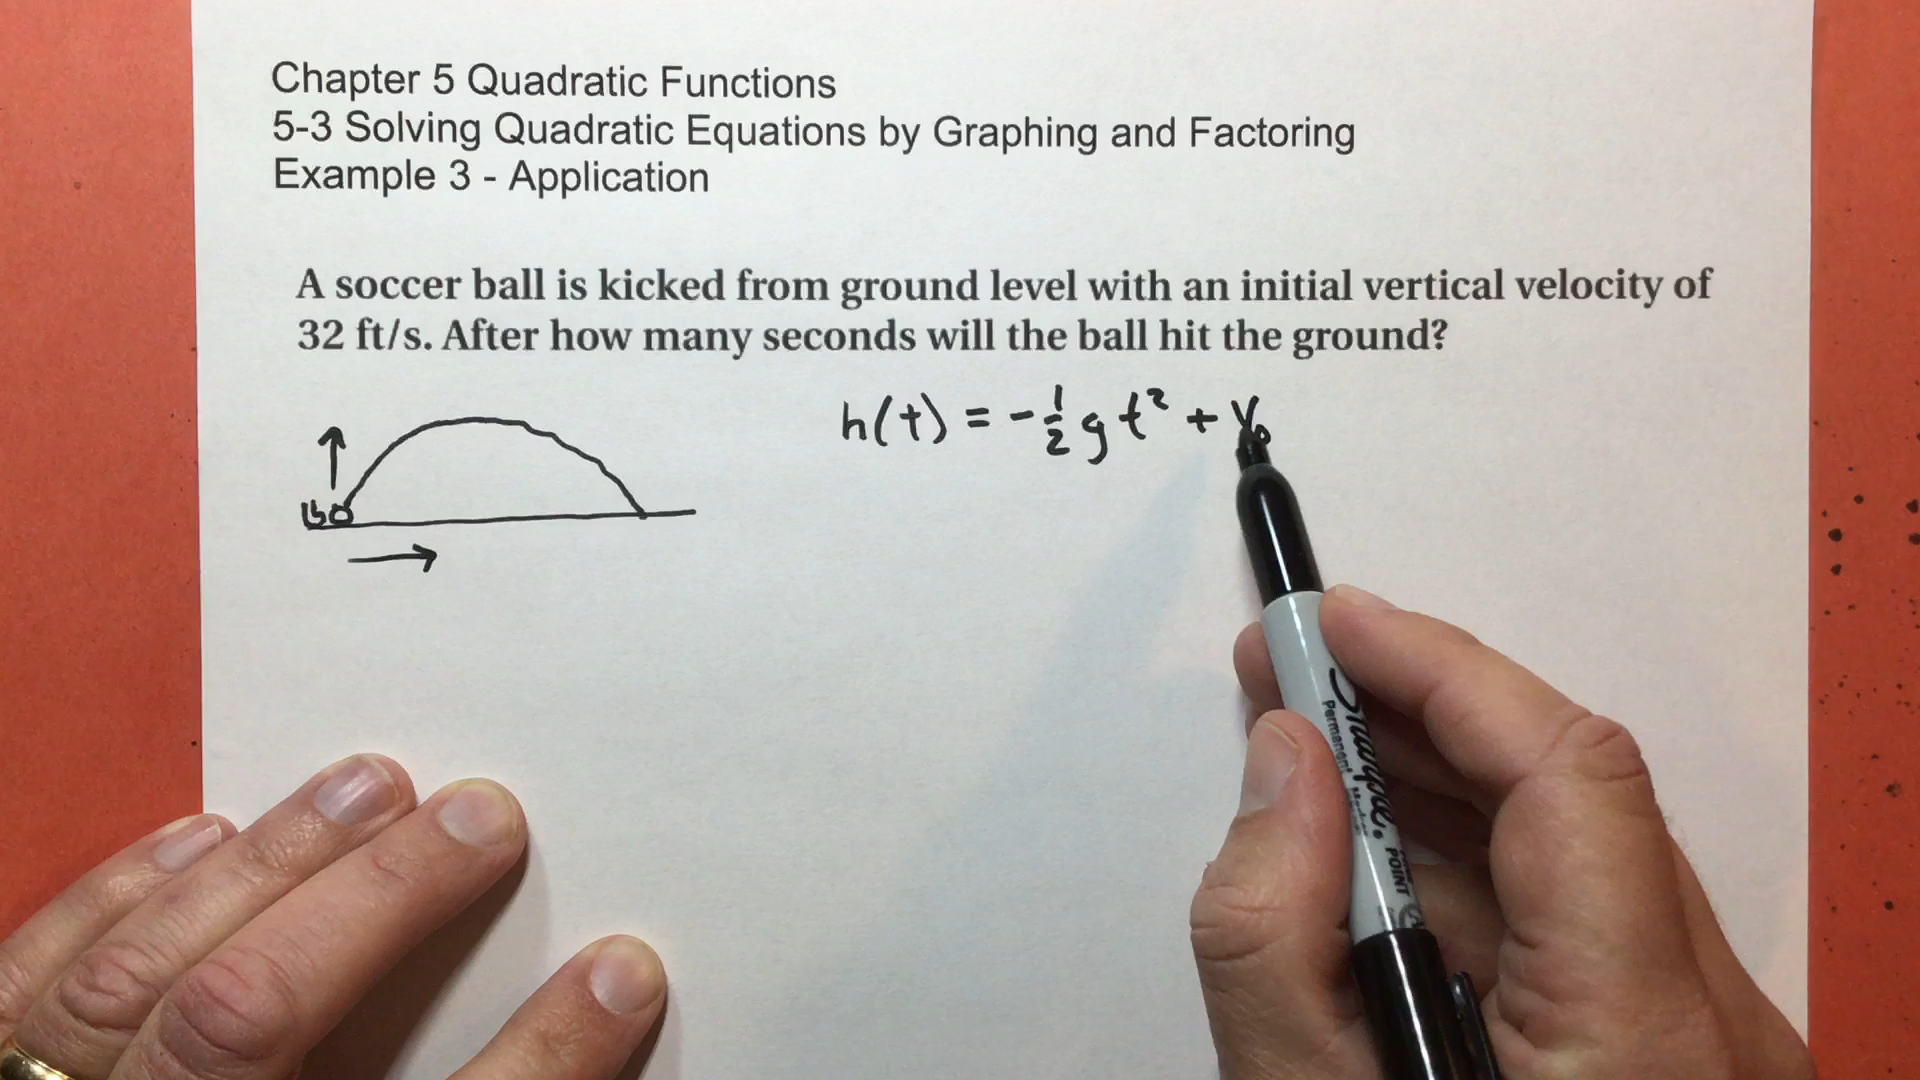 Chapter 5 Quadratic Functions
5-3 Solving Quadratic Equations by Graphing and Factoring
Example 3 - Application
A soccer ball is kicked from ground level with an initial vertical velocity of
32 ft/s. After how many seconds will the ball hit the ground?
h(t) = -½gt² + V₀
Sharpie.
Permanent
POINT